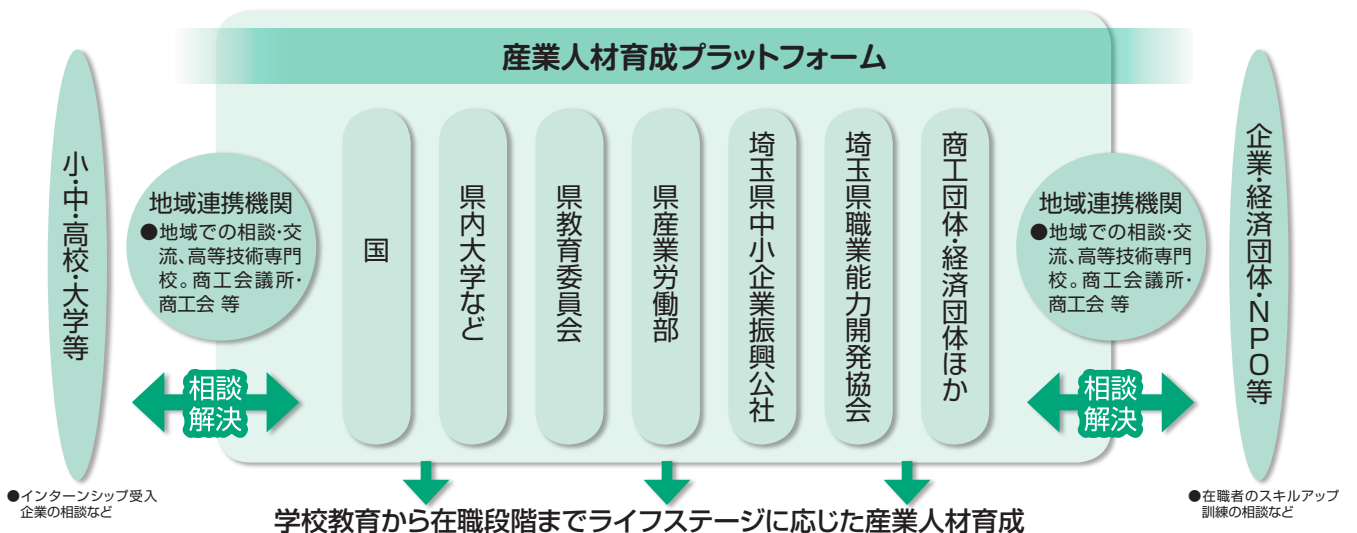 産業人材育成プラットフォーム
小・中・高校・大学等
地域連携機関
●地域での相談・交
流、高等技術専門
校。商工会議所・
商工会 等
相談
解決
●インターンシップ受入
企業の相談など
国
県内大学など
県教育委員会
県産業労働部
埼玉県中小企業振興公社
埼玉県職業能力開発協会
商工団体・経済団体ほか
地域連携機関
●地域での相談・交
流、高等技術専門
校。商工会議所・
商工会 等
相談
解決
企業・経済団体・NPO等
●在職者のスキルアップ
訓練の相談など
学校教育から在職段階までライフステージに応じた産業人材育成